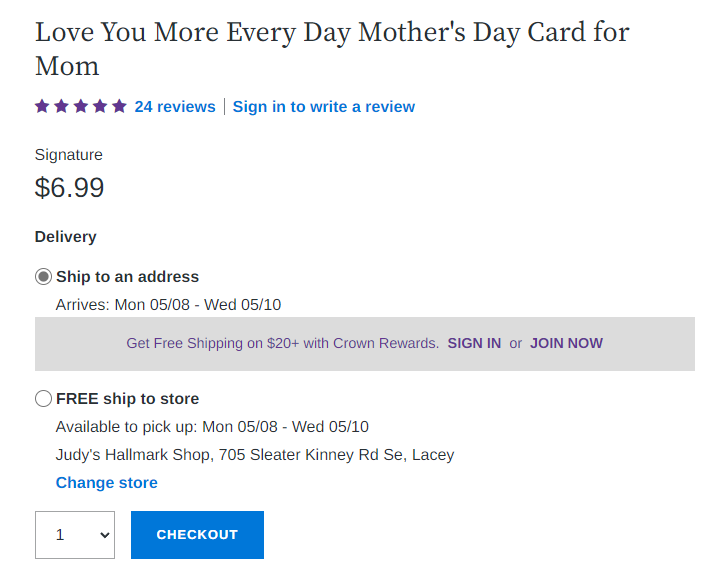 Love You More Every Day Mother's Day Card for
Mom
24 reviews | Sign in to write a review
Signature
$6.99
Delivery
Ship to an address
Arrives: Mon 05/08 - Wed 05/10
Get Free Shipping on $20+ with Crown Rewards. SIGN IN or JOIN NOW
FREE ship to store
Available to pick up: Mon 05/08 - Wed 05/10
Judy's Hallmark Shop, 705 Sleater Kinney Rd Se, Lacey
Change store
1 CHECKOUT